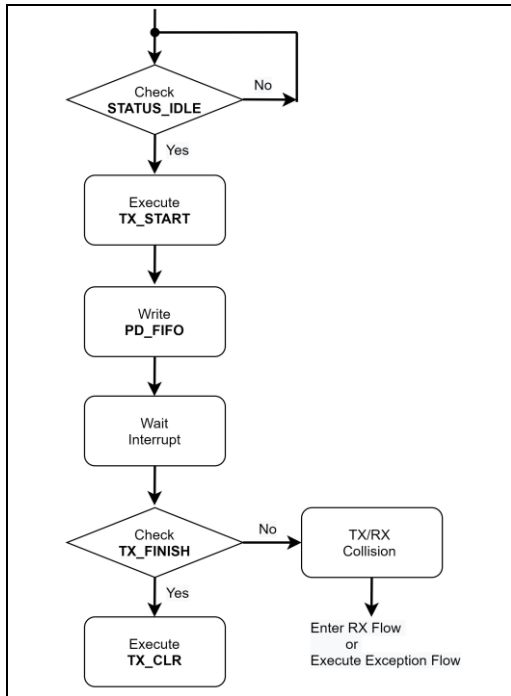 Check
STATUS_IDLE
No
Yes
Execute
TX_START
Write
PD_FIFO
Wait
Interrupt
Check
TX_FINISH
No
TX/RX
Collision
Yes
Execute
TX_CLR
Enter RX Flow
or
Execute Exception Flow